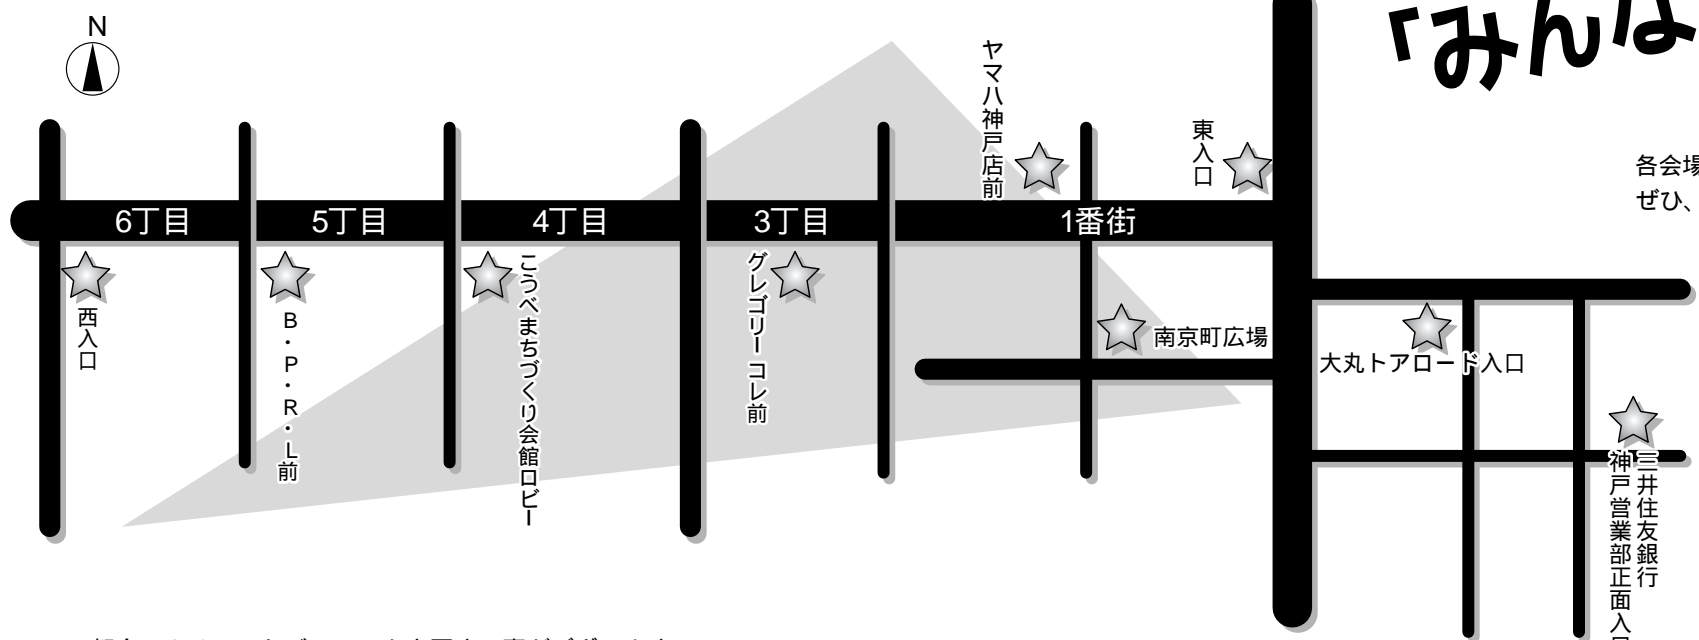 N
「みんな
ヤマハ神戸店前
東入口
各会場
ぜひ、
6丁目
5丁目
4丁目
3丁目
1番街
西入口
B・P・R・L前
こうべまちづくり会館ロビー
グレゴリーコレ前
南京町広場
大丸トアロード入口
三井住友銀行
神戸営業部正面入